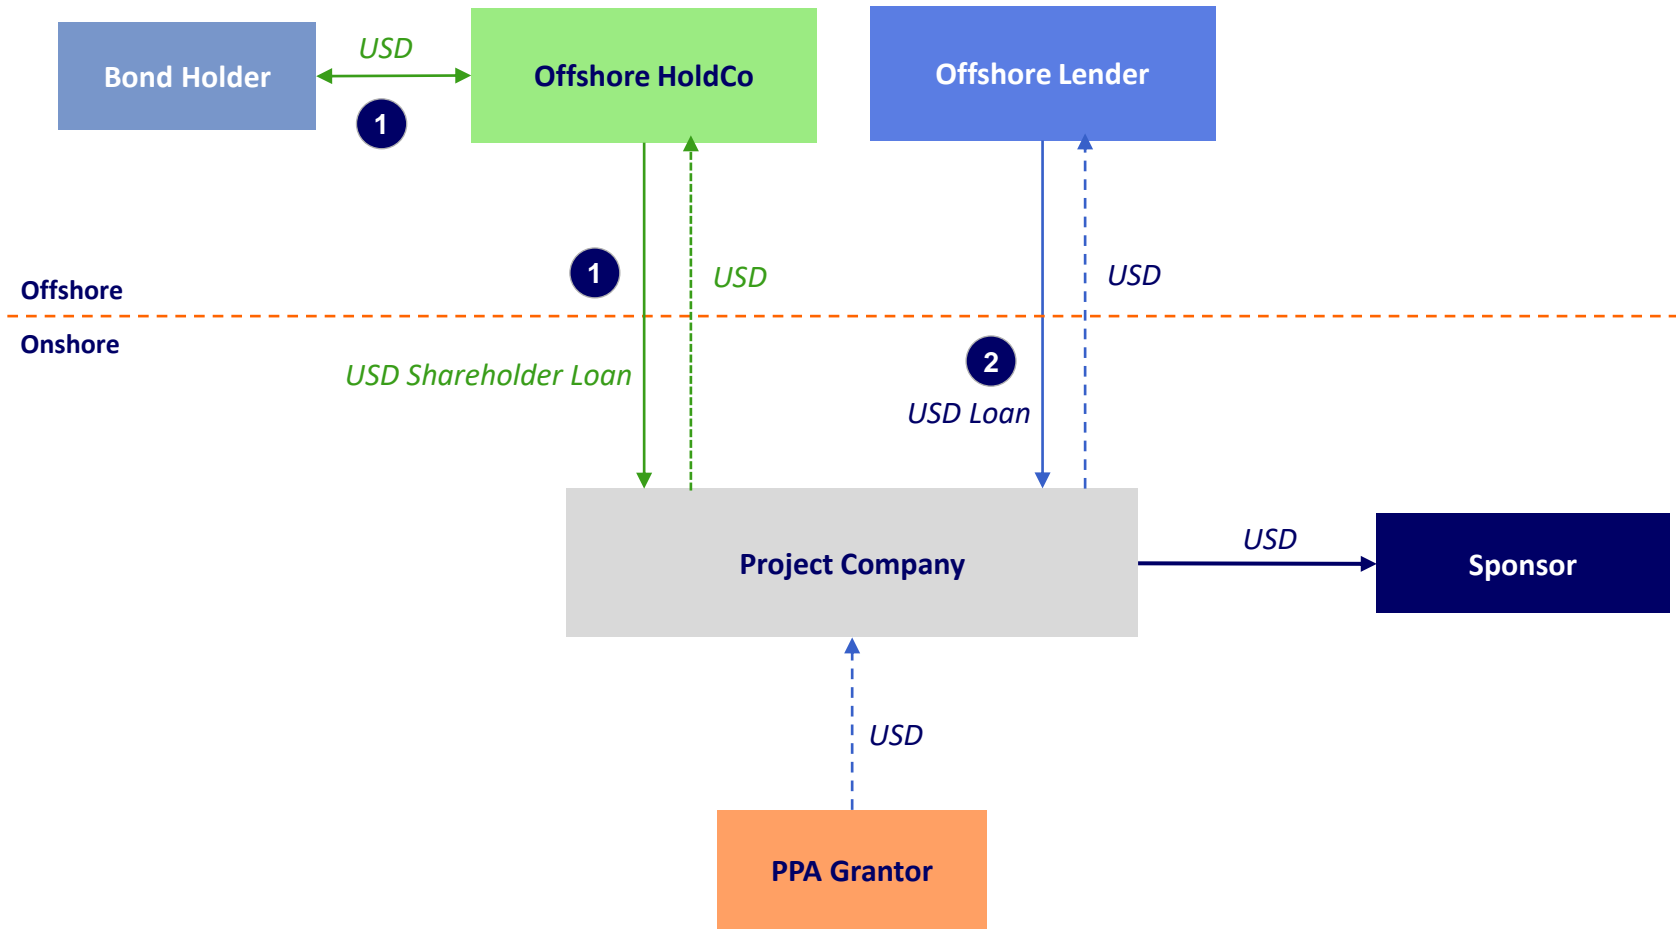 Bond Holder
USD
Offshore HoldCo
Offshore Lender
1
1
USD
USD
Offshore
Onshore
2
USD Shareholder Loan
USD Loan
Project Company
USD
Sponsor
USD
PPA Grantor